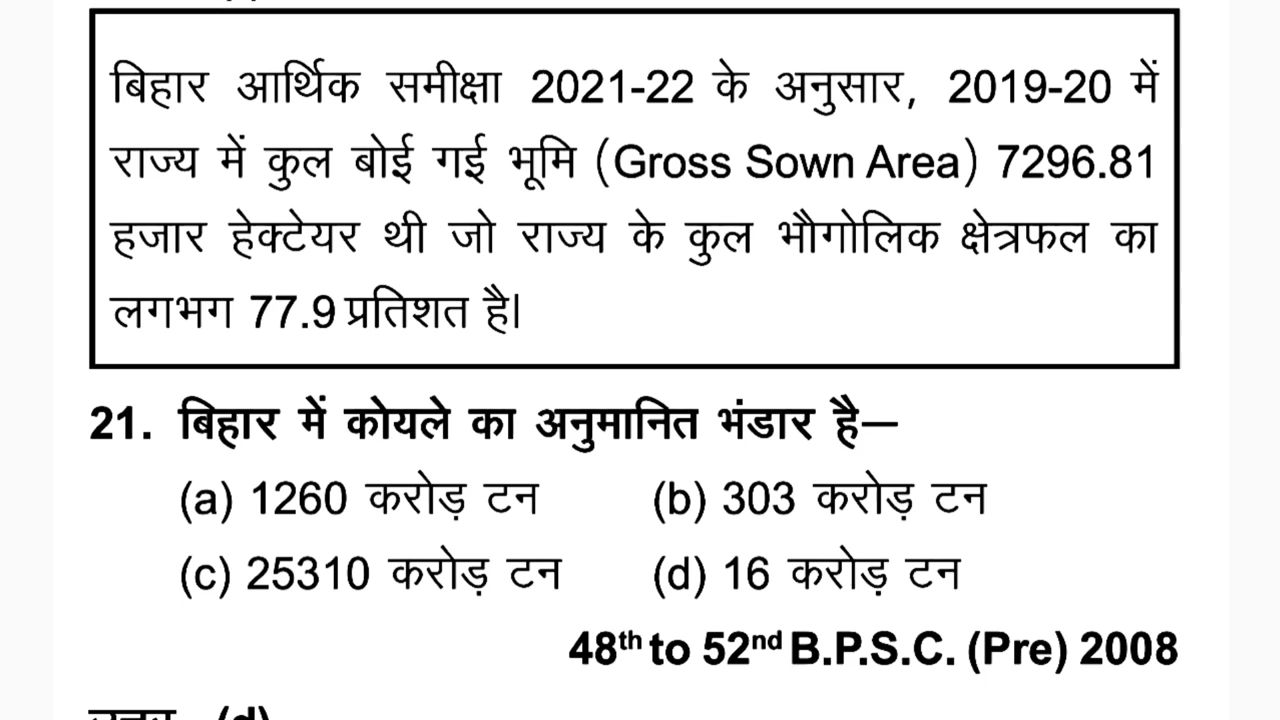 बिहार आर्थिक समीक्षा 2021-22 के अनुसार, 2019-20 में
राज्य में कुल बोई गई भूमि (Gross Sown Area) 7296.81
हजार हेक्टेयर थी जो राज्य के कुल भौगोलिक क्षेत्रफल का
लगभग 77.9 प्रतिशत है।
21. बिहार में कोयले का अनुमानित भंडार है—
(a) 1260 करोड़ टन (b) 303 करोड़ टन
(c) 25310 करोड़ टन (d) 16 करोड़ टन
48th to 52nd B.P.S.C. (Pre) 2008
(d)